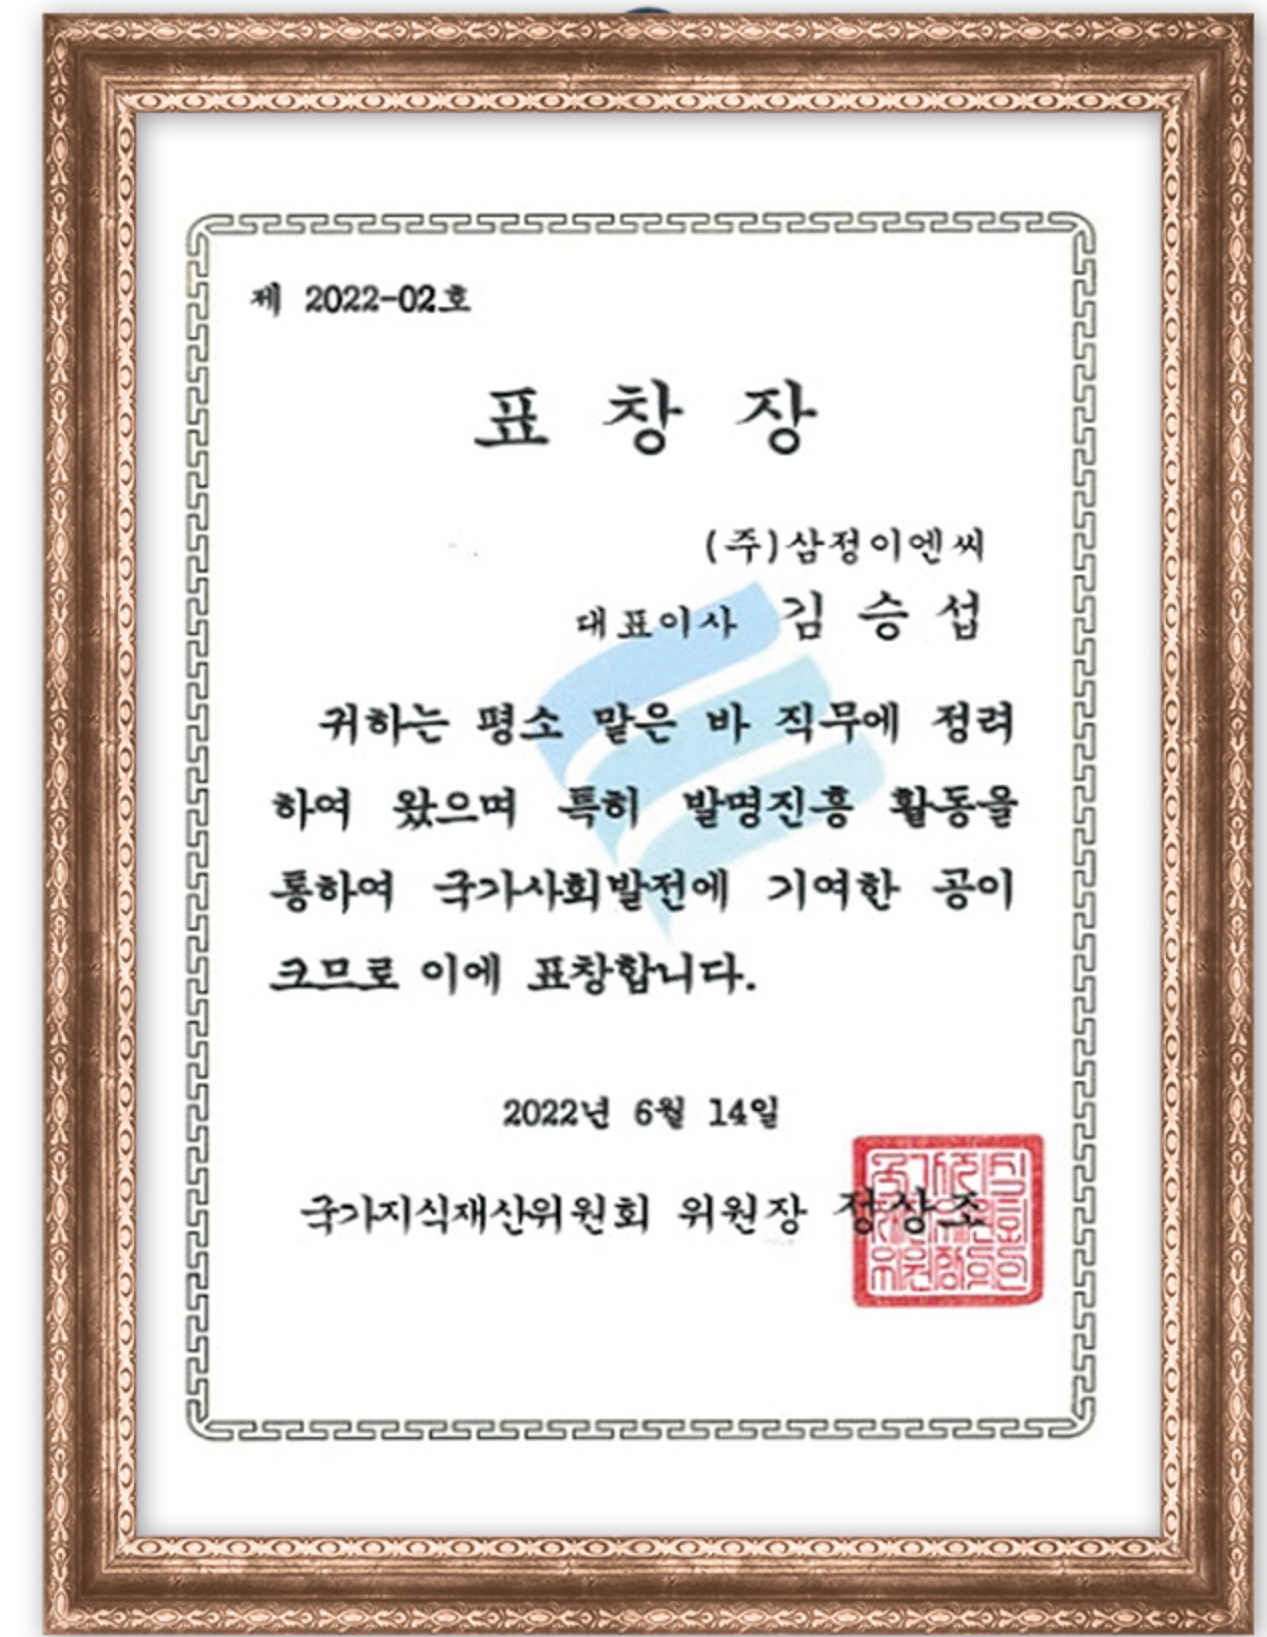 제 2022-02호
표 창 장
(주)삼정이엔씨
대표이사 김 승 섭
귀하는 평소 맡은 바 직무에 정려
하여 왔으며 특히 발명진흥 활동을
통하여 국가사회발전에 기여한 공이
크므로 이에 표창합니다.
2022년 6월 14일
국가지식재산위원회 위원장 정상조